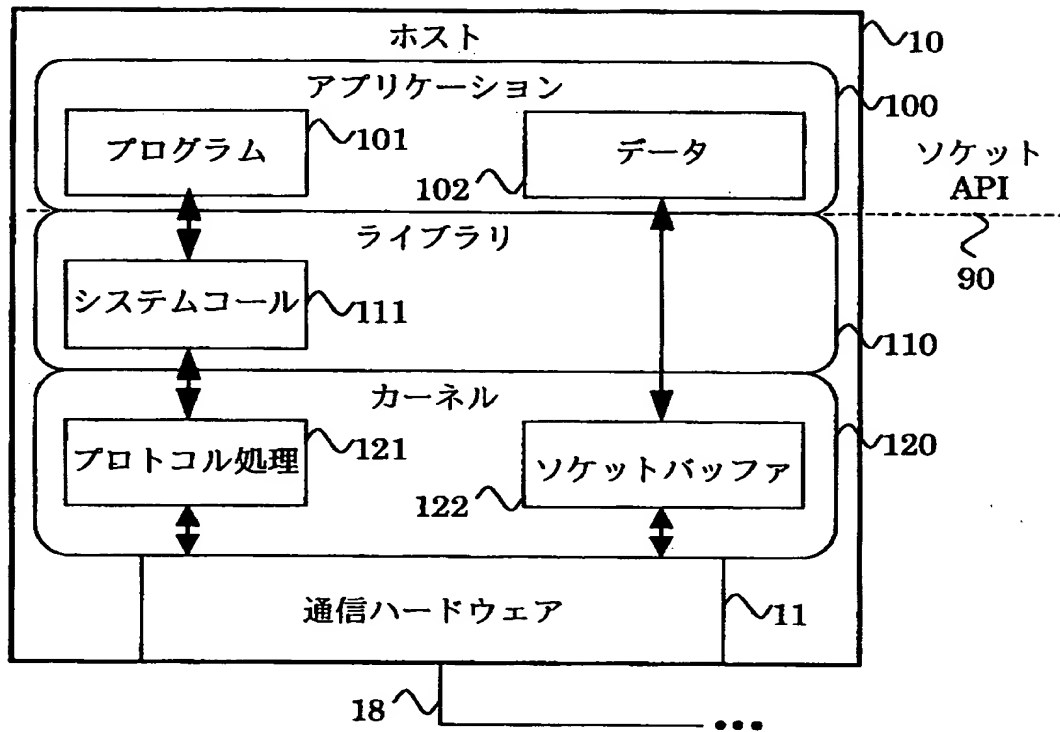 ホスト
10
アプリケーション
100
プログラム
101
データ
102
ソケット
API
90
ライブラリ
システムコール
111
110
カーネル
プロトコル処理
121
ソケットバッファ
122
120
通信ハードウェア
11
18
•••